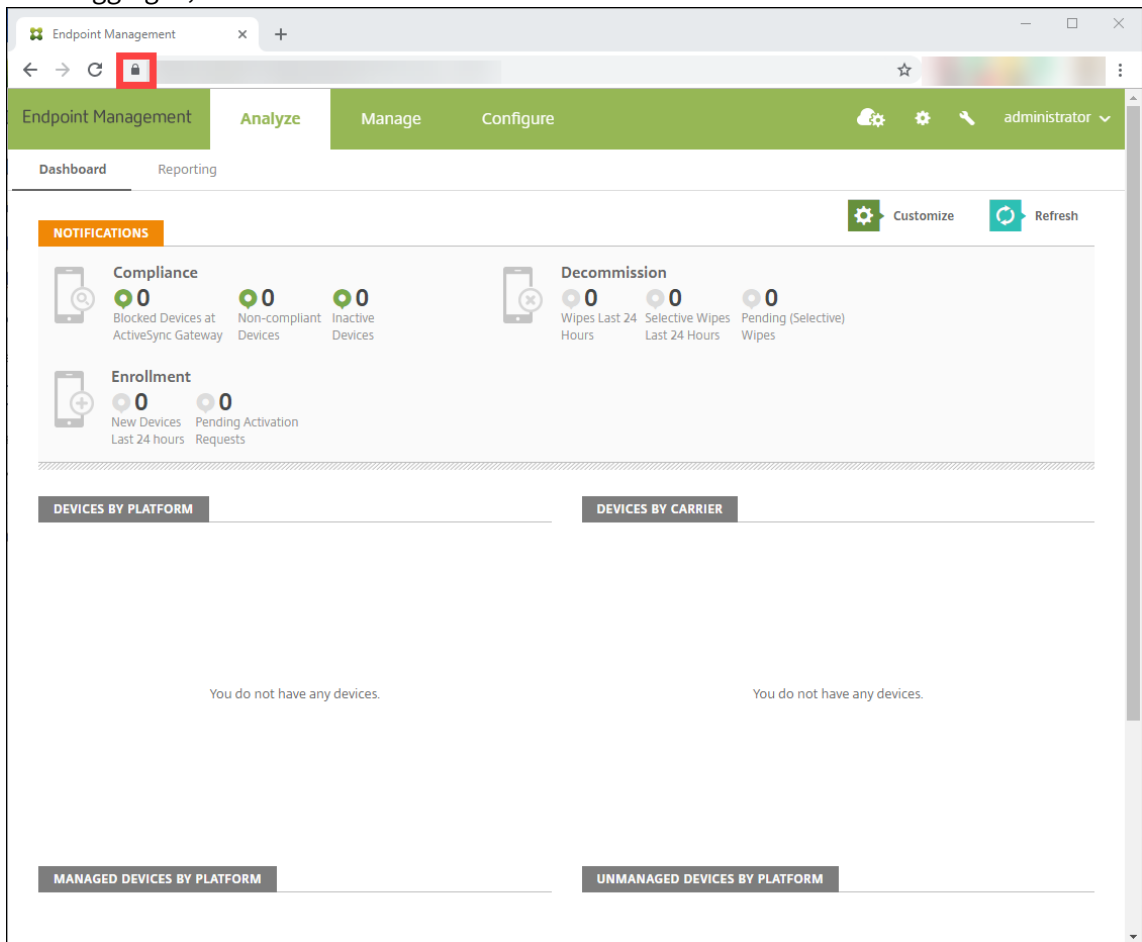 Endpoint Management
Endpoint Management Analyze Manage Configure administrator
Dashboard Reporting
Customize Refresh
NOTIFICATIONS
Compliance
0 0 0
Blocked Devices at Non-compliant Inactive
ActiveSync Gateway Devices Devices
Decommission
0 0 0
Wipes Last 24 Selective Wipes Pending (Selective)
Hours Last 24 Hours Wipes
Enrollment
0 0
New Devices Pending Activation
Last 24 hours Requests
DEVICES BY PLATFORM DEVICES BY CARRIER
You do not have any devices. You do not have any devices.
MANAGED DEVICES BY PLATFORM UNMANAGED DEVICES BY PLATFORM